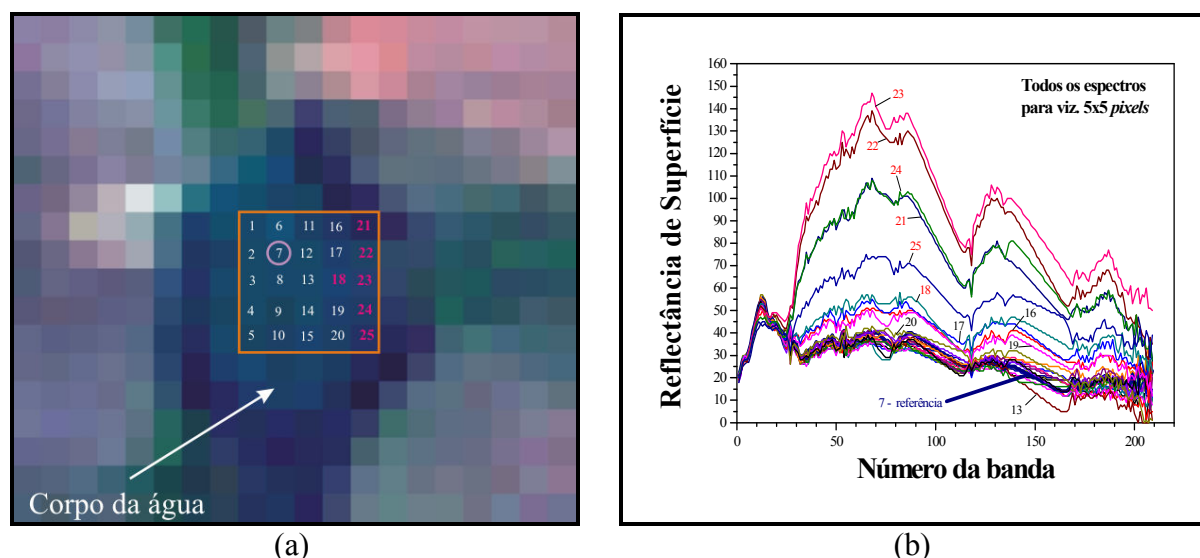 1 6 11 16 21
2 7 12 17 22
3 8 13 18 23
4 9 14 19 24
5 10 15 20 25
Corpo da água
(a)
Reflectância de Superfície
160
150
140
130
120
110
100
90
80
70
60
50
40
30
20
10
0
Todos os espectros
para viz. 5x5 pixels
23
22
24
21
25
18
17
16
20
19
7 - referência
13
0 50 100 150 200
Número da banda
(b)